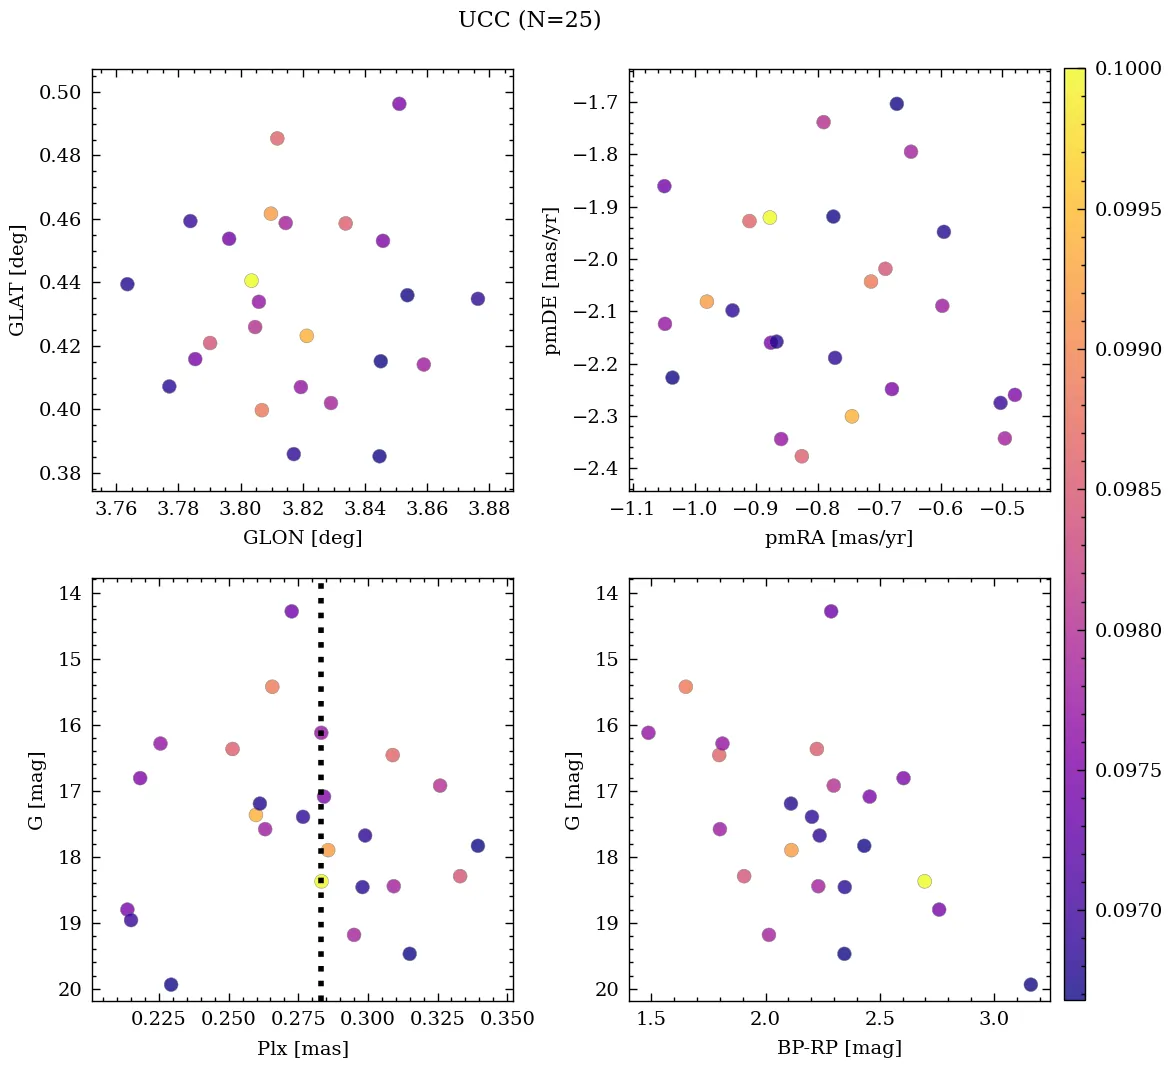 UCC (N=25)
0.50
0.48
0.46
0.44
0.42
0.40
0.38
GLAT [deg]
3.76 3.78 3.80 3.82 3.84 3.86 3.88
GLON [deg]
−1.7
−1.8
−1.9
−2.0
−2.1
−2.2
−2.3
−2.4
pmDE [mas/yr]
−1.1 −1.0 −0.9 −0.8 −0.7 −0.6 −0.5
pmRA [mas/yr]
14
15
16
17
18
19
20
G [mag]
0.225 0.250 0.275 0.300 0.325 0.350
Plx [mas]
14
15
16
17
18
19
20
G [mag]
1.5 2.0 2.5 3.0
BP-RP [mag]
0.1000
0.0995
0.0990
0.0985
0.0980
0.0975
0.0970